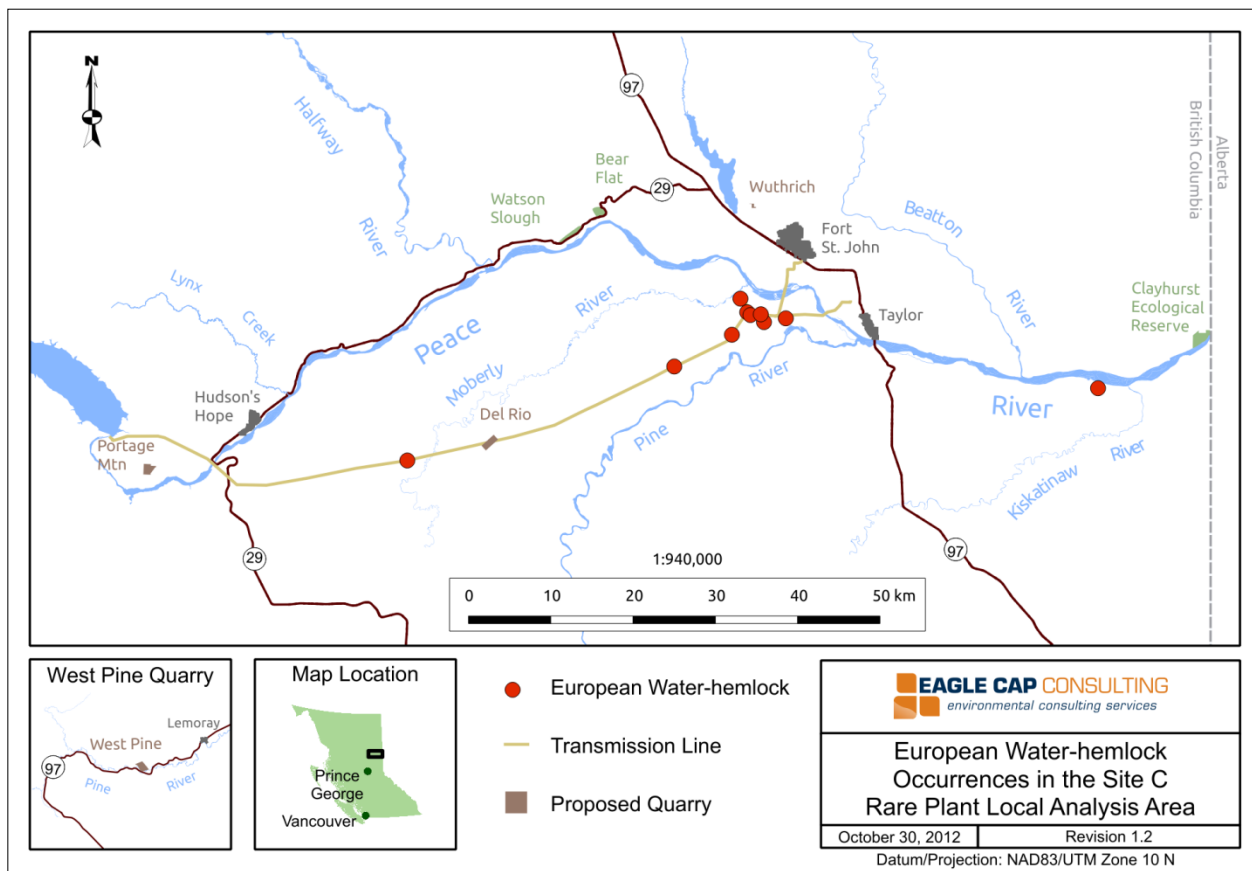 N
97
Halfway
River
Bear
Flat
29
Watson
Slough
Wuthrich
Fort
St. John
Beatton
River
Alberta
British Columbia
Lynx
Creek
Peace
River
Moberly
River
Pine
Taylor
Clayhurst
Ecological
Reserve
River
Hudson's
Hope
Del Rio
Portage
Mtn
Kiskatinaw
River
29
97
1:940,000
0 10 20 30 40 50 km
West Pine Quarry
Lemoray
West Pine
97
Pine
River
Map Location
Prince
George
Vancouver
European Water-hemlock
Transmission Line
Proposed Quarry
EAGLE CAP CONSULTING
environmental consulting services
European Water-hemlock
Occurrences in the Site C
Rare Plant Local Analysis Area
October 30, 2012
Revision 1.2
Datum/Projection: NAD83/UTM Zone 10 N